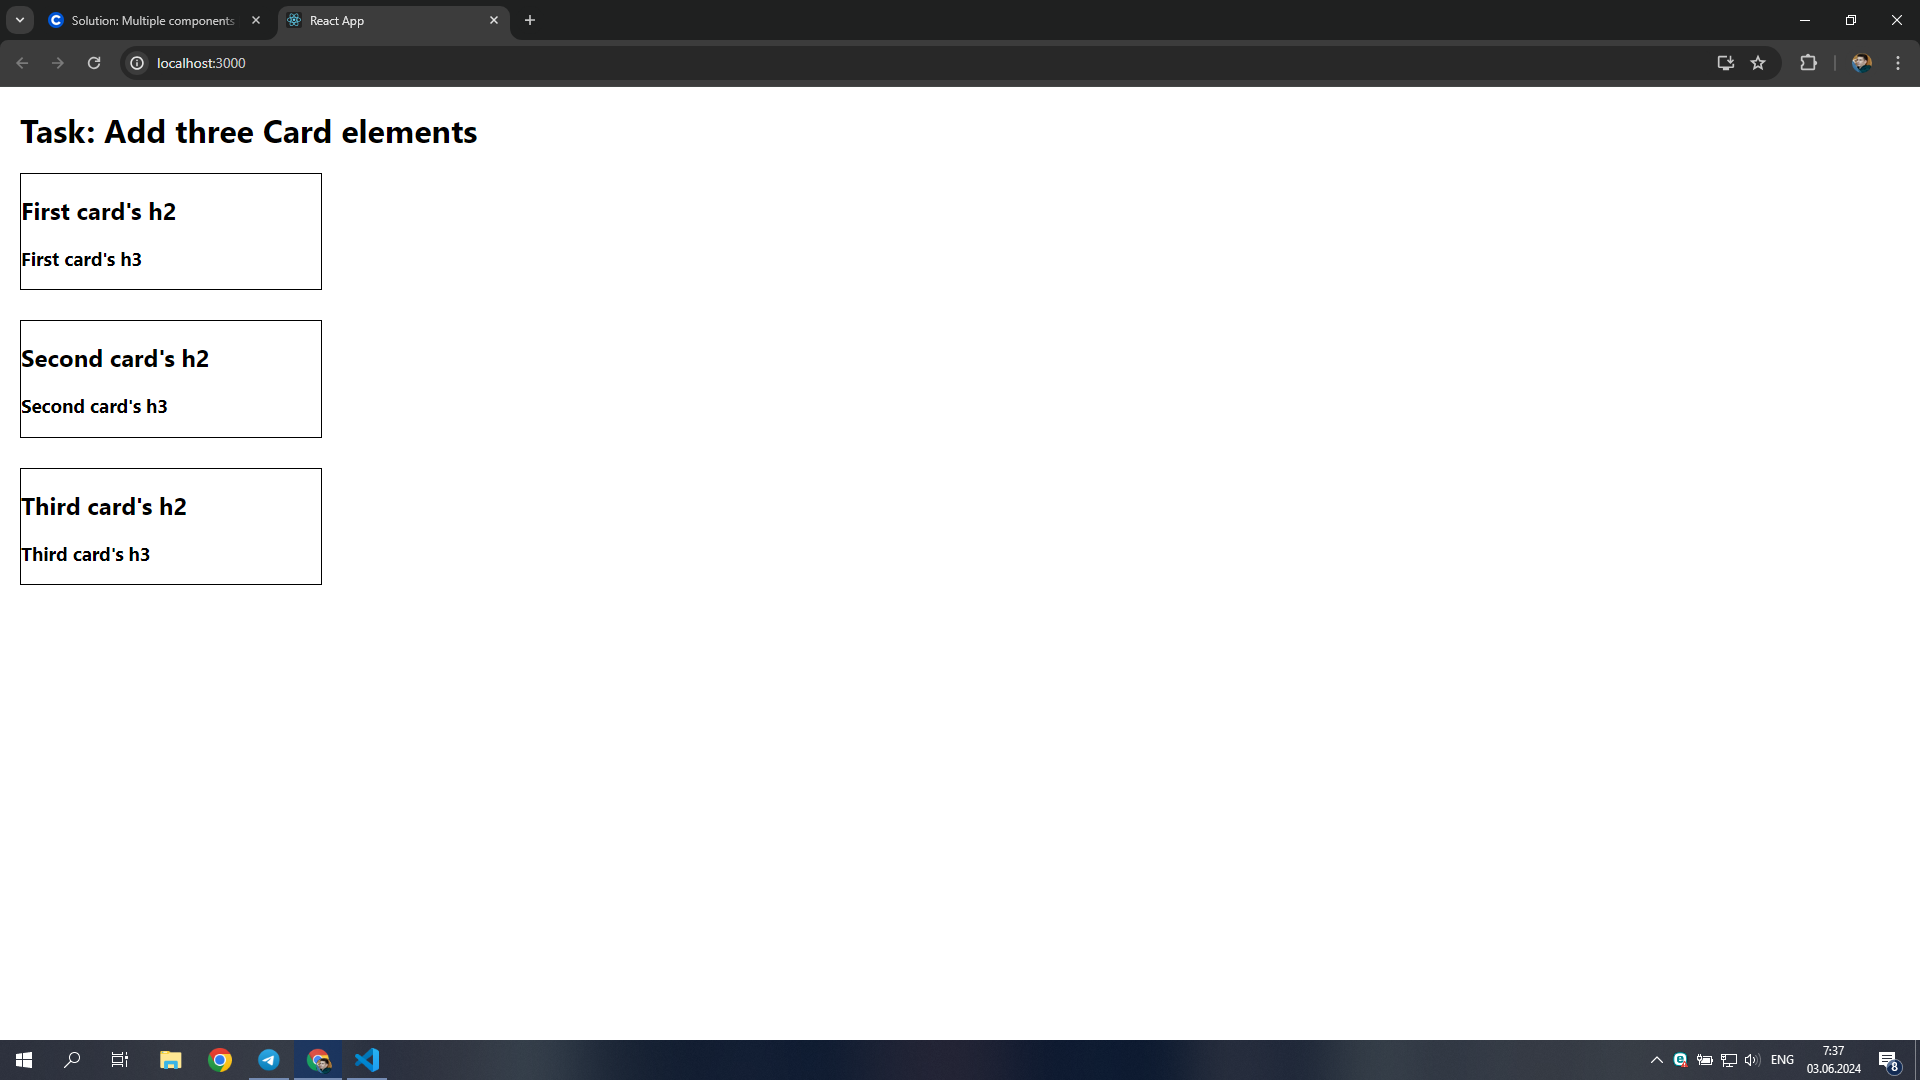 Solution: Multiple components
React App
localhost:3000
Task: Add three Card elements
First card's h2
First card's h3
Second card's h2
Second card's h3
Third card's h2
Third card's h3
ENG
7:37
03.06.2024
8